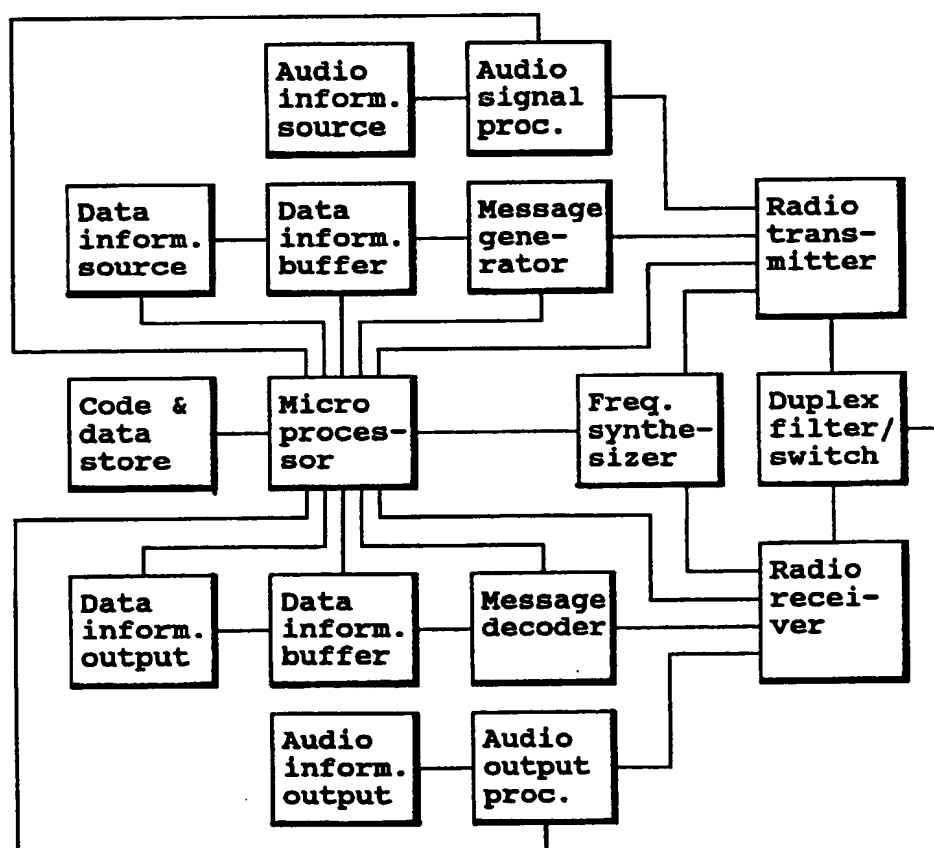 Audio
inform.
source
Audio
signal
proc.
Data
inform.
source
Data
inform.
buffer
Message
gene-
rator
Radio
trans-
mitter
Code &
data
store
Micro
proces-
sor
Freq.
synthe-
sizer
Duplex
filter/
switch
Data
inform.
output
Data
inform.
buffer
Message
decoder
Radio
recei-
ver
Audio
inform.
output
Audio
output
proc.